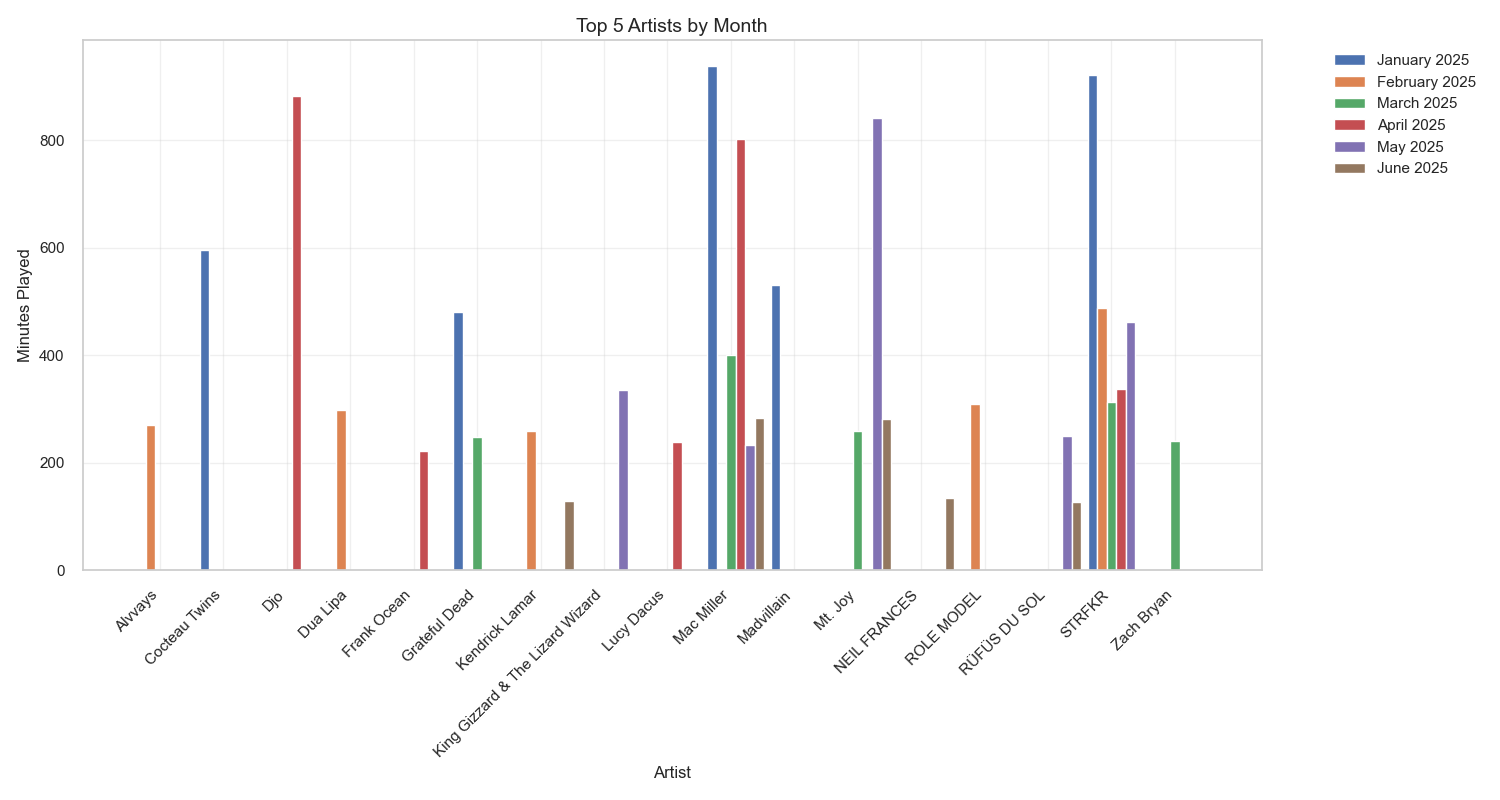 Top 5 Artists by Month
January 2025
February 2025
March 2025
April 2025
May 2025
June 2025
Minutes Played
800
600
400
200
0
Alvvays
Cocteau Twins
Djo
Dua Lipa
Frank Ocean
Grateful Dead
Kendrick Lamar
King Gizzard & The Lizard Wizard
Lucy Dacus
Mac Miller
Madvillain
Mt. Joy
NEIL FRANCES
ROLE MODEL
RÜFÜS DU SOL
STRFKR
Zach Bryan
Artist